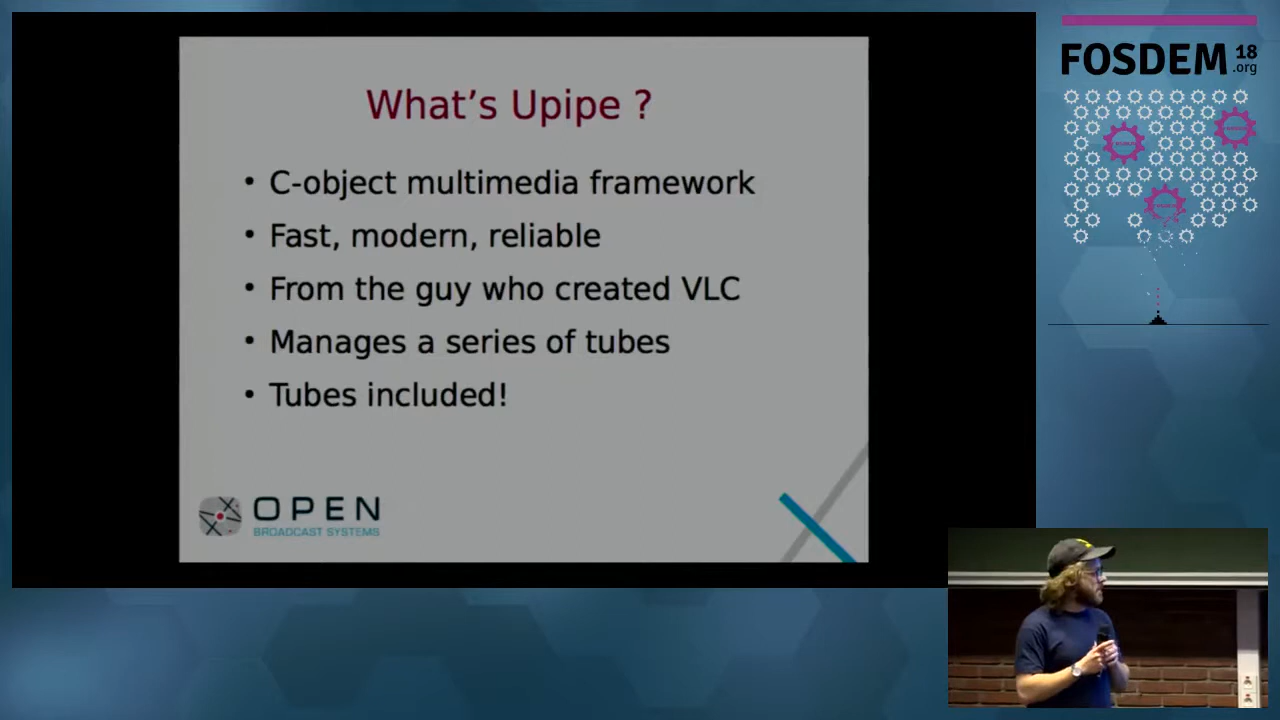 What's Upipe ?
• C-object multimedia framework
• Fast, modern, reliable
• From the guy who created VLC
• Manages a series of tubes
• Tubes included!
OPEN
BROADCAST SYSTEMS
FOSDEM 18
.org